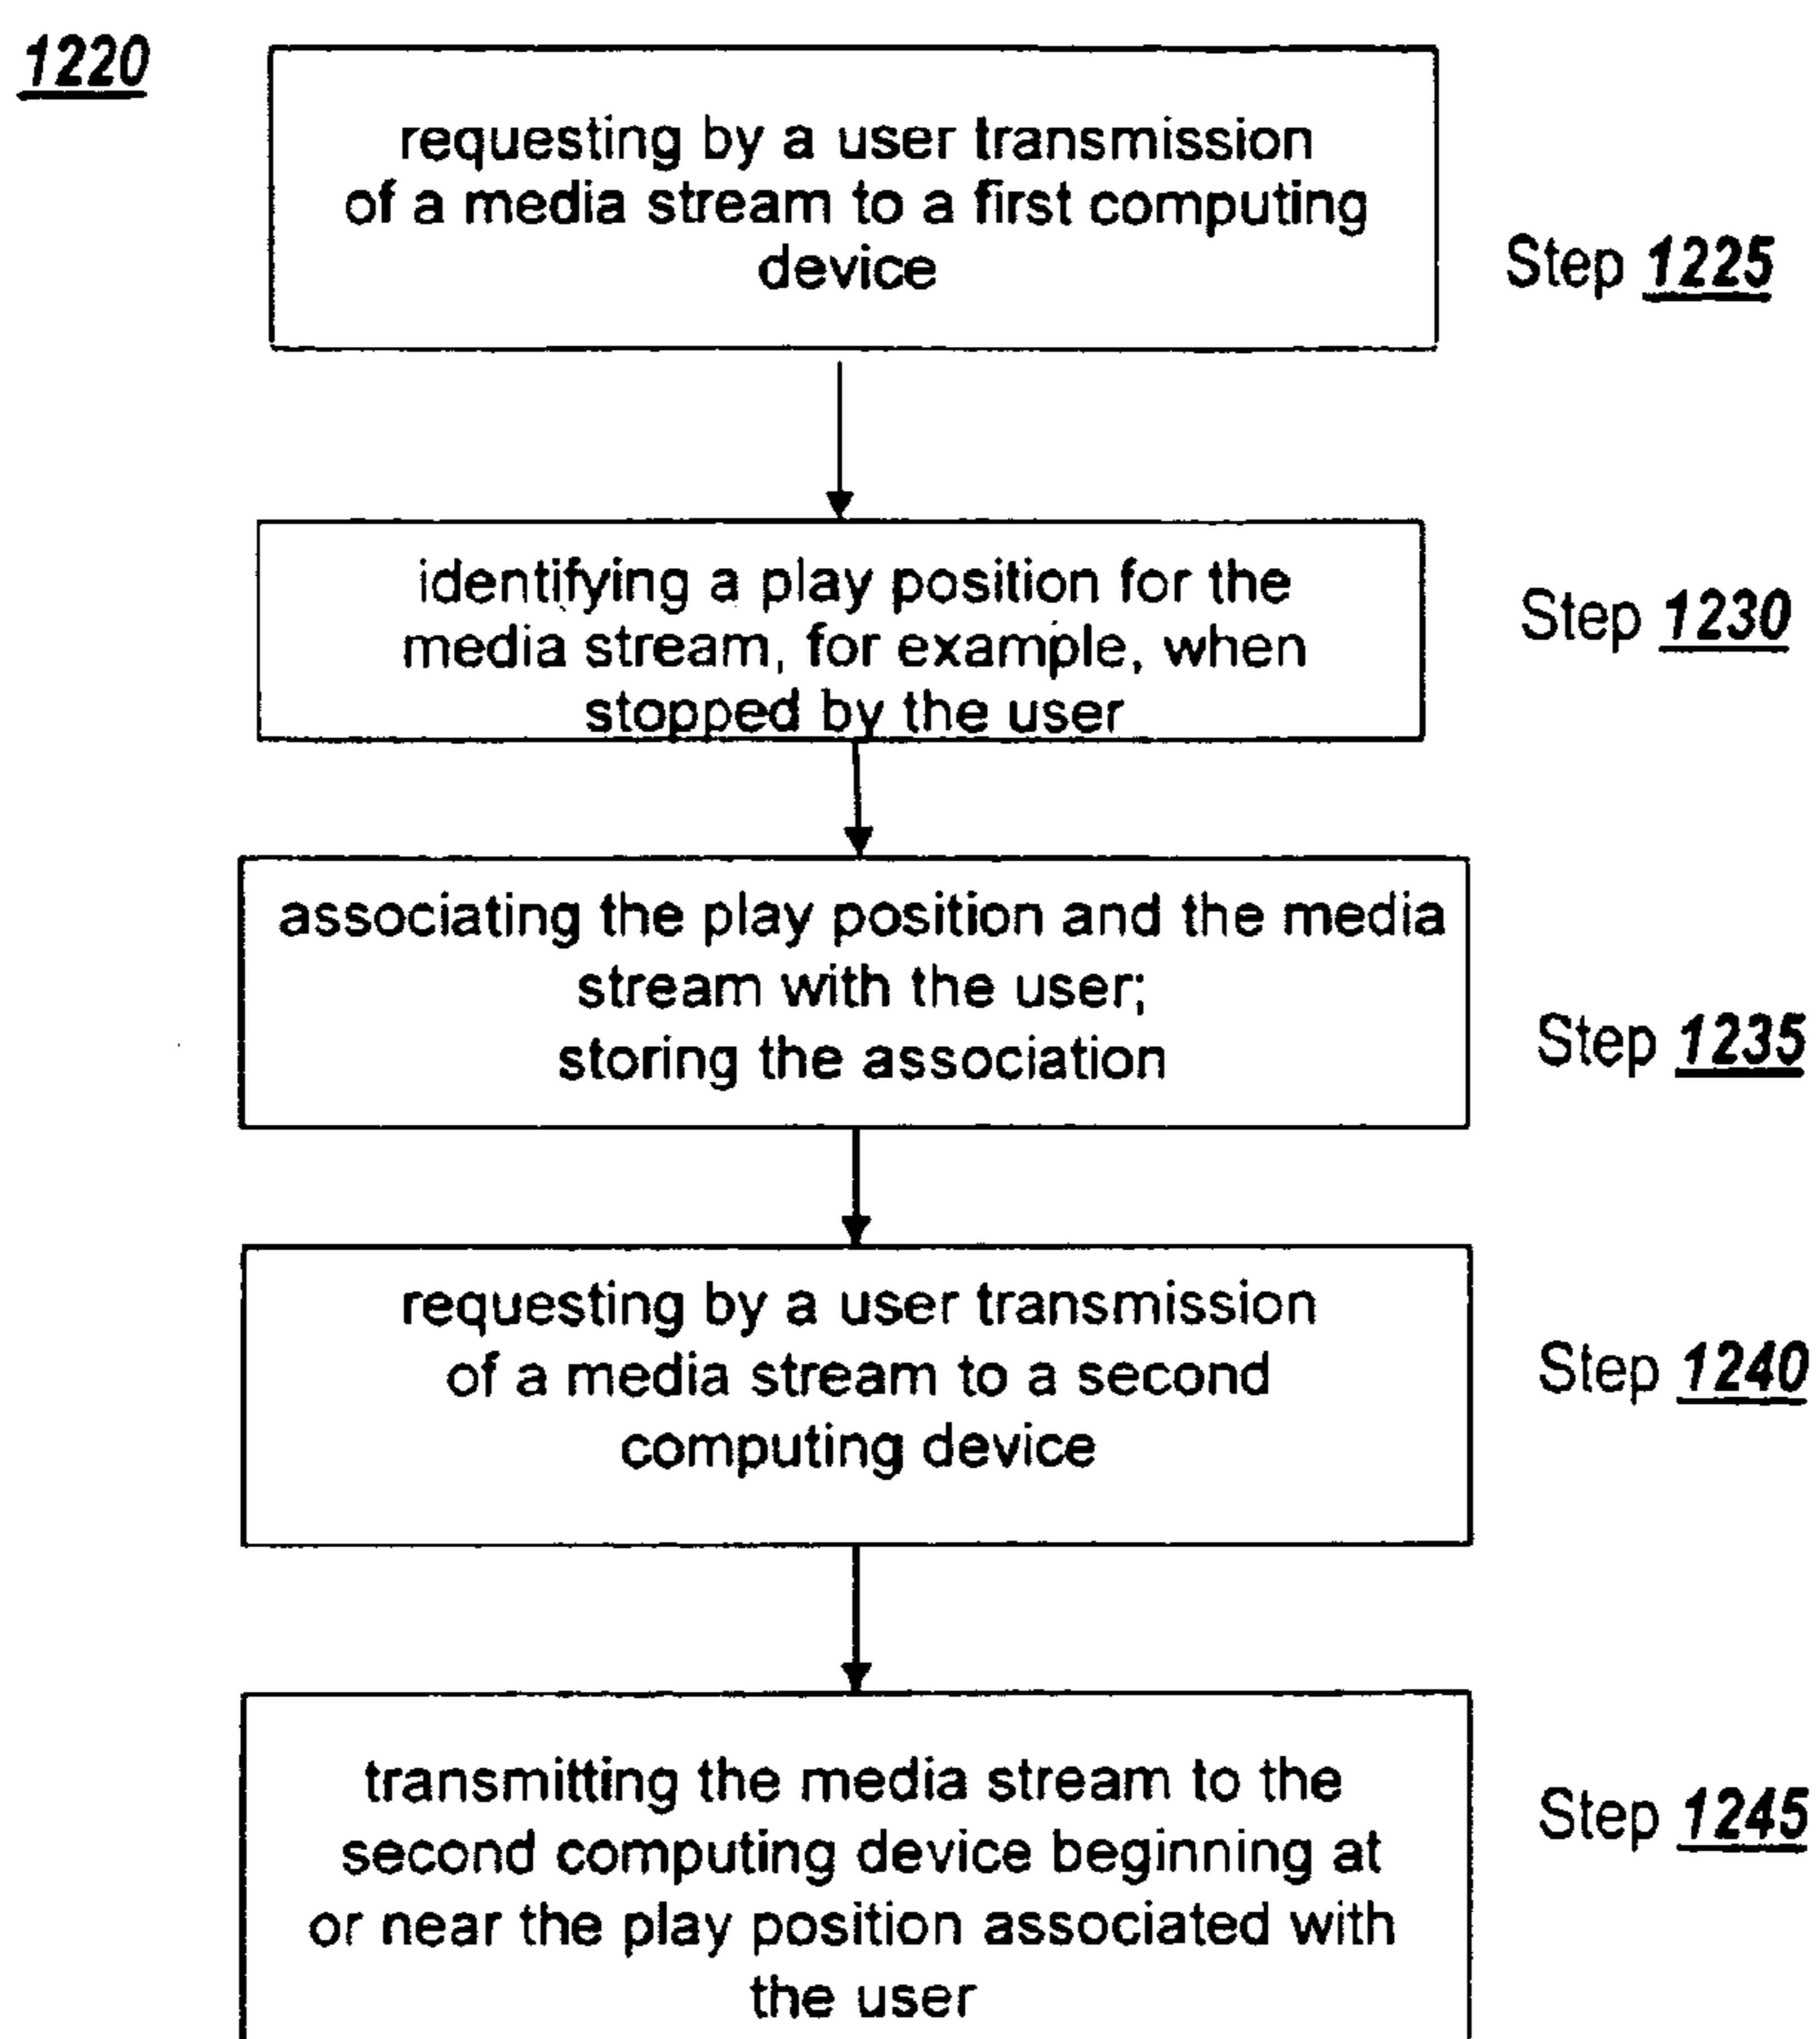 1220
requesting by a user transmission
of a media stream to a first computing
device
Step 1225
identifying a play position for the
media stream, for example, when
stopped by the user
Step 1230
associating the play position and the media
stream with the user;
storing the association
Step 1235
requesting by a user transmission
of a media stream to a second
computing device
Step 1240
transmitting the media stream to the
second computing device beginning at
or near the play position associated with
the user
Step 1245